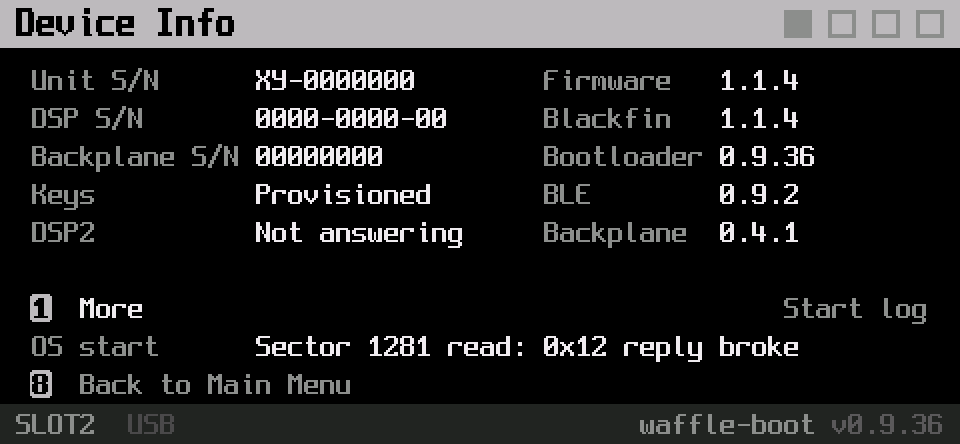 Device Info
Unit S/N XY-0000000 Firmware 1.1.4
DSP S/N 0000-0000-00 Blackfin 1.1.4
Backplane S/N 00000000 Bootloader 0.9.36
Keys Provisioned BLE 0.9.2
DSP2 Not answering Backplane 0.4.1
1 More Start log
OS start Sector 1281 read: 0x12 reply broke
8 Back to Main Menu
SLOT2 USB waffle-boot v0.9.36